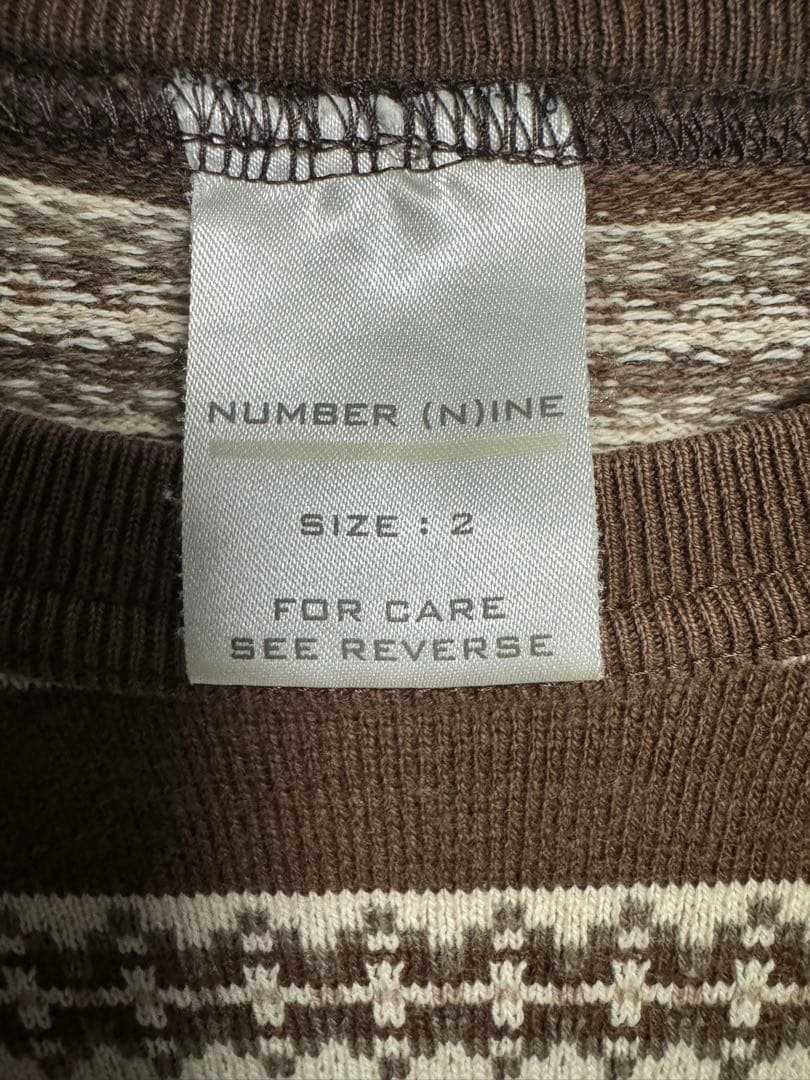 NUMBER (N)INE
SIZE : 2
FOR CARE
SEE REVERSE